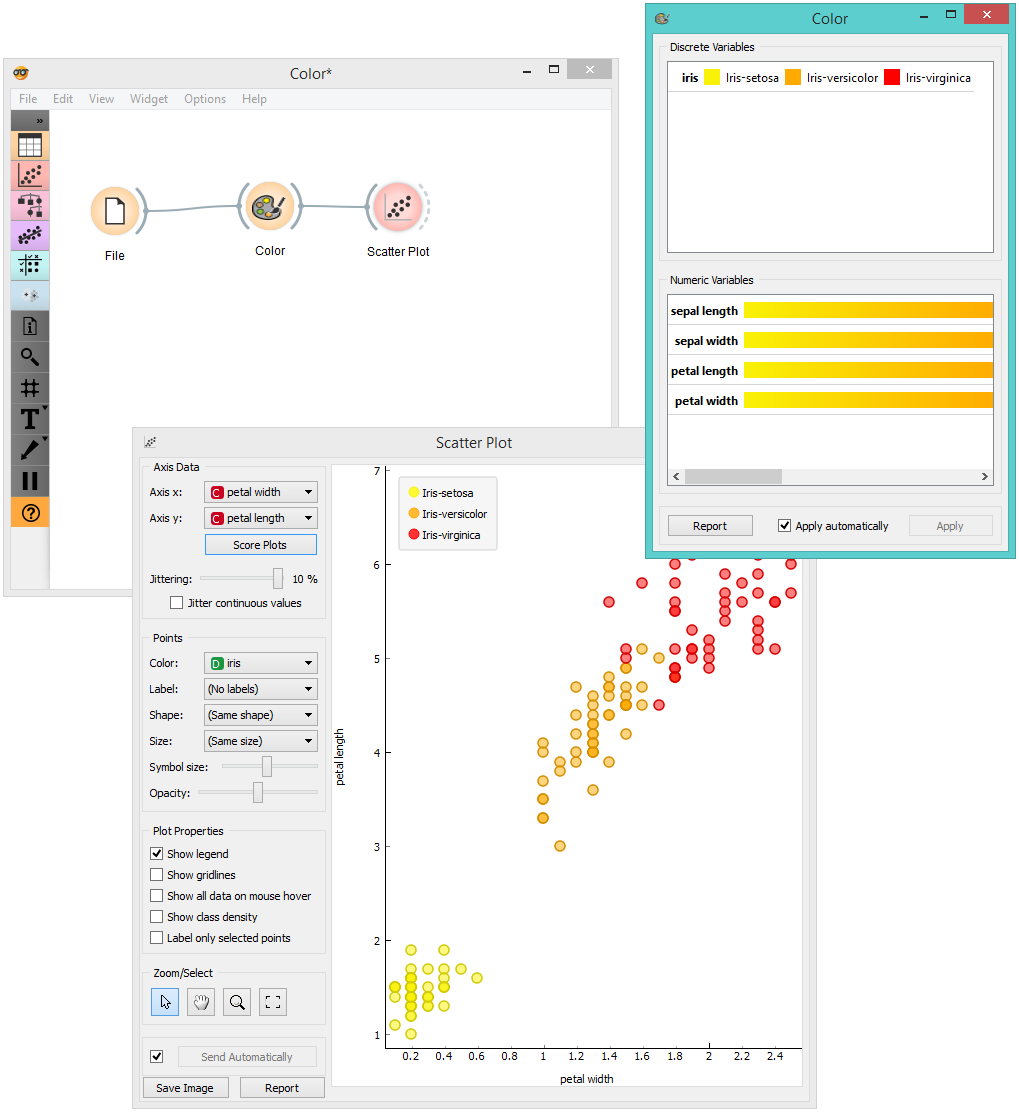 Color*
File Edit View Widget Options Help
»
File
Color
Scatter Plot
Color
Discrete Variables
iris Iris-setosa Iris-versicolor Iris-virginica
Numeric Variables
sepal length
sepal width
petal length
petal width
Report Apply automatically Apply
Scatter Plot
Axis Data
Axis x: C petal width
Axis y: C petal length
Score Plots
Jittering: 10 %
Jitter continuous values
Points
Color: D iris
Label: (No labels)
Shape: (Same shape)
Size: (Same size)
Symbol size:
Opacity:
Plot Properties
Show legend
Show gridlines
Show all data on mouse hover
Show class density
Label only selected points
Zoom/Select
Send Automatically
Save Image Report
Iris-setosa
Iris-versicolor
Iris-virginica
7
6
5
4
3
2
1
petal length
0.2 0.4 0.6 0.8 1 1.2 1.4 1.6 1.8 2 2.2 2.4
petal width